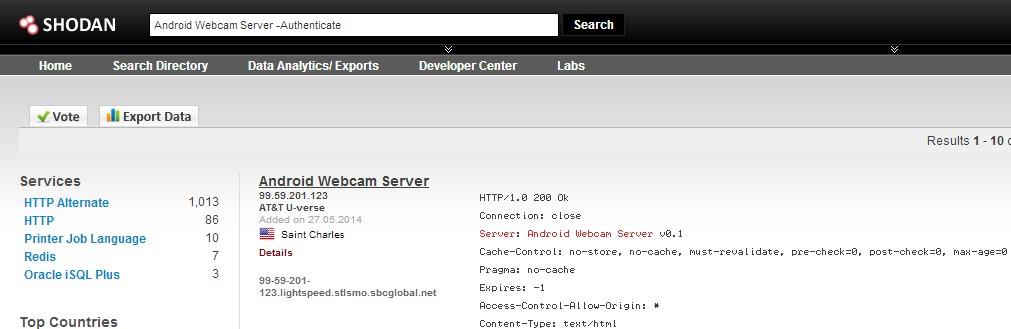 SHODAN
Android Webcam Server -Authenticate
Search
Home Search Directory Data Analytics/ Exports Developer Center Labs
Vote Export Data
Results 1 - 10
Services
HTTP Alternate 1,013
HTTP 86
Printer Job Language 10
Redis 7
Oracle iSQL Plus 3
Top Countries
Android Webcam Server
99.59.201.123
AT&T U-verse
Added on 27.05.2014
Saint Charles
Details
99-59-201-
123.lightspeed.stlsmo.sbcglobal.net
HTTP/1.0 200 Ok
Connection: close
Server: Android Webcam Server v0.1
Cache-Control: no-store, no-cache, must-revalidate, pre-check=0, post-check=0, max-age=0
Pragma: no-cache
Expires: -1
Access-Control-Allow-Origin: *
Content-Type: text/html